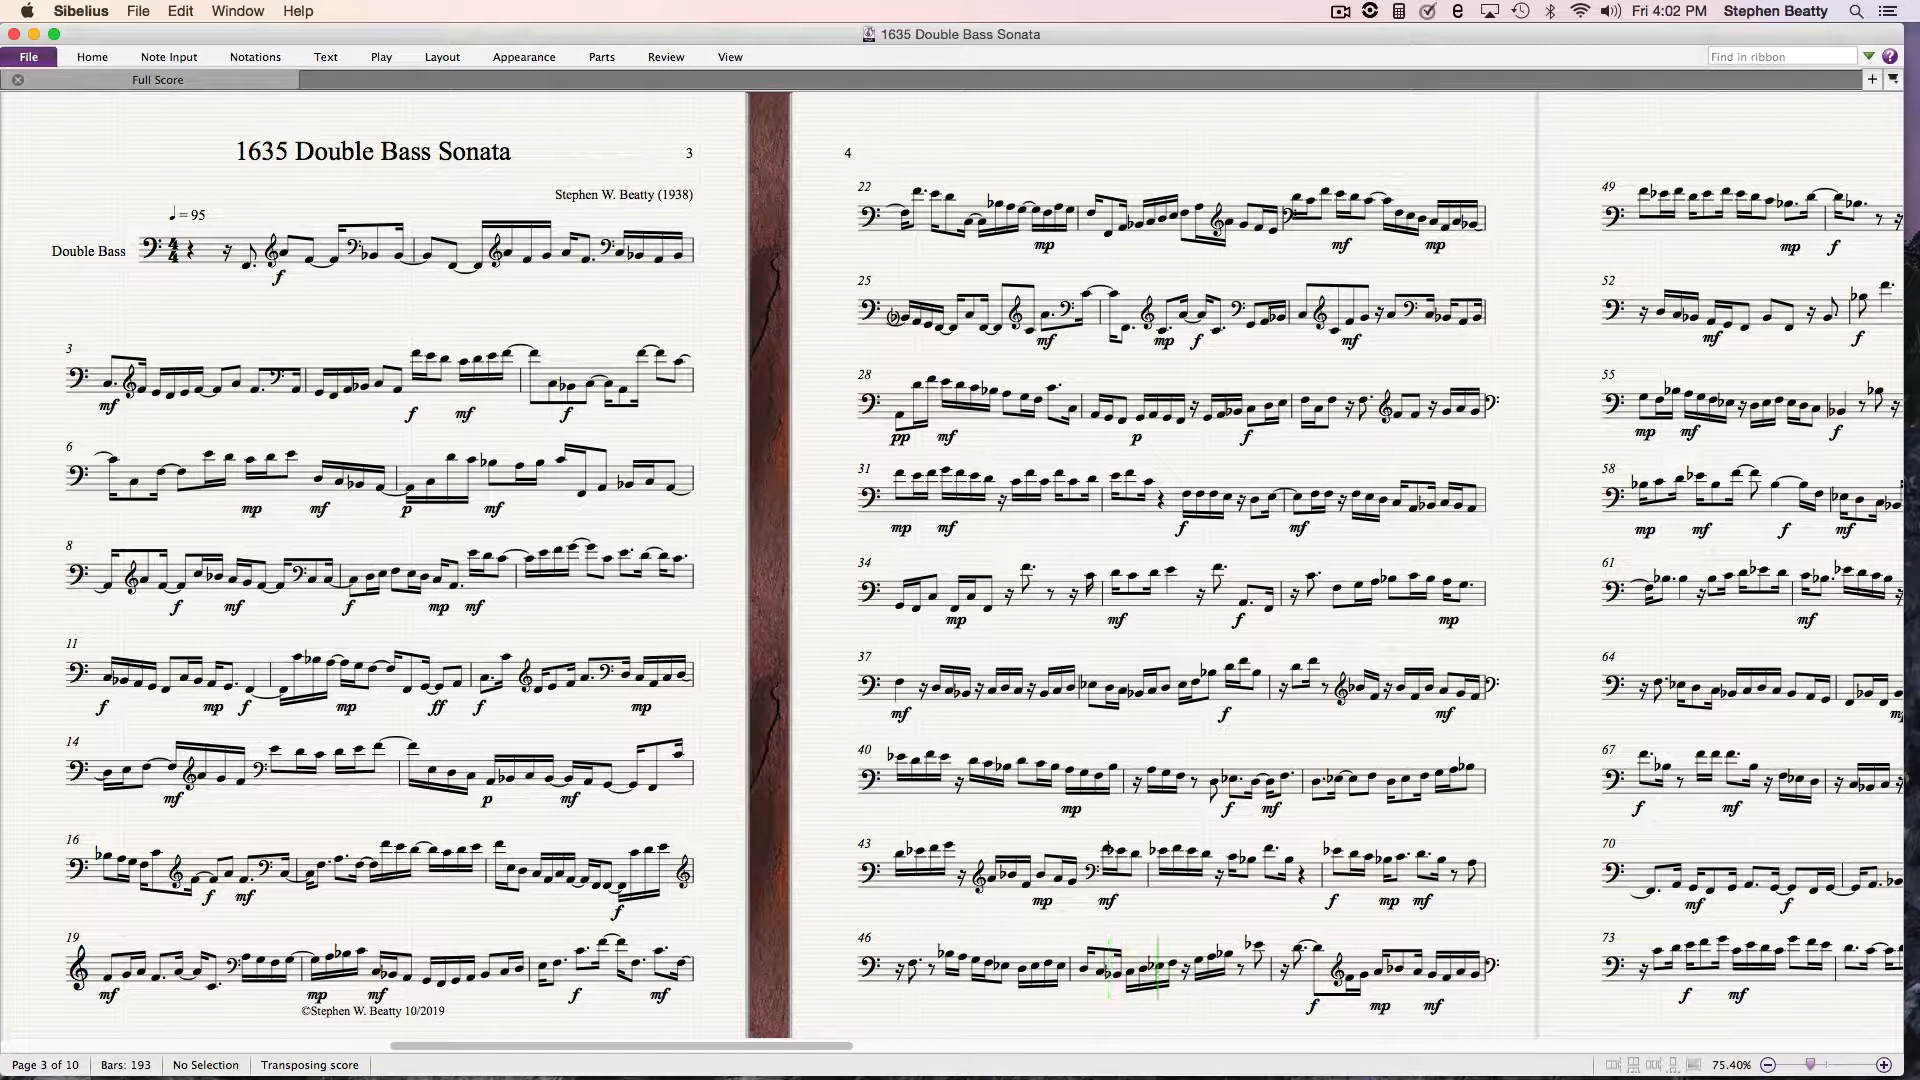 Sibelius File Edit Window Help Fri 4:02 PM Stephen Beatty
1635 Double Bass Sonata
File Home Note Input Notations Text Play Layout Appearance Parts Review View Find in ribbon
Full Score
1635 Double Bass Sonata 3
Stephen W. Beatty (1938)
= 95
Double Bass
f
3
mf f mf f
6
mp mf p mf
8
f mf f mp mf
11
f mp f mp ff f mp
14
mf p mf
16
f mf f
19
mf mp mf f mf
©Stephen W. Beatty 10/2019
4
22
mp mf mp
25
mf mp f mf
28
pp mf p f
31
mp mf f mf
34
mp mf f mp
37
mf f mf
40
mp f mf
43
mp mf f mp mf
46
f mp mf
49
mp f
52
mf f
55
mp mf f
58
mp mf f mf
61
mf
64
67
f mf
70
mf f
73
f mf
Page 3 of 10 Bars: 193 No Selection Transposing score 75.40%